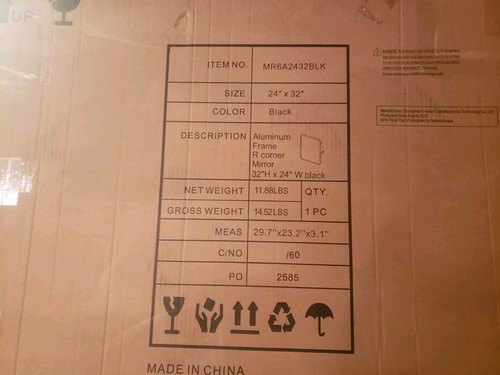 UP
ITEM NO. MR6A2432BLK
SIZE 24" x 32"
COLOR Black
DESCRIPTION Aluminum
Frame
R corner
Mirror
32"H x 24" W black
NET WEIGHT 11.88LBS QTY.
GROSS WEIGHT 14.52LBS 1 PC
MEAS 29.7"x23.2"x3.1"
C/NO /60
PO 2585
MADE IN CHINA